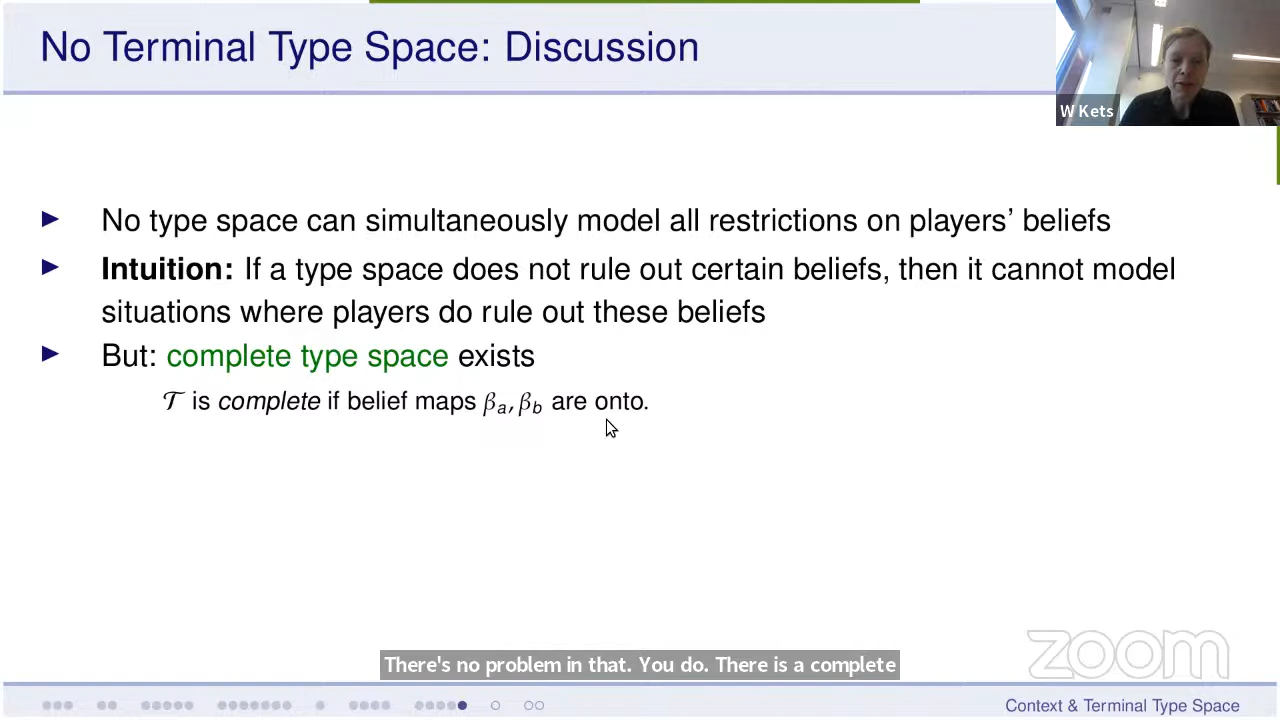 No Terminal Type Space: Discussion
W Kets
No type space can simultaneously model all restrictions on players' beliefs
Intuition: If a type space does not rule out certain beliefs, then it cannot model
situations where players do rule out these beliefs
But: complete type space exists
𝒯 is complete if belief maps βₐ, β_b are onto.
zoom
There's no problem in that. You do. There is a complete
Context & Terminal Type Space